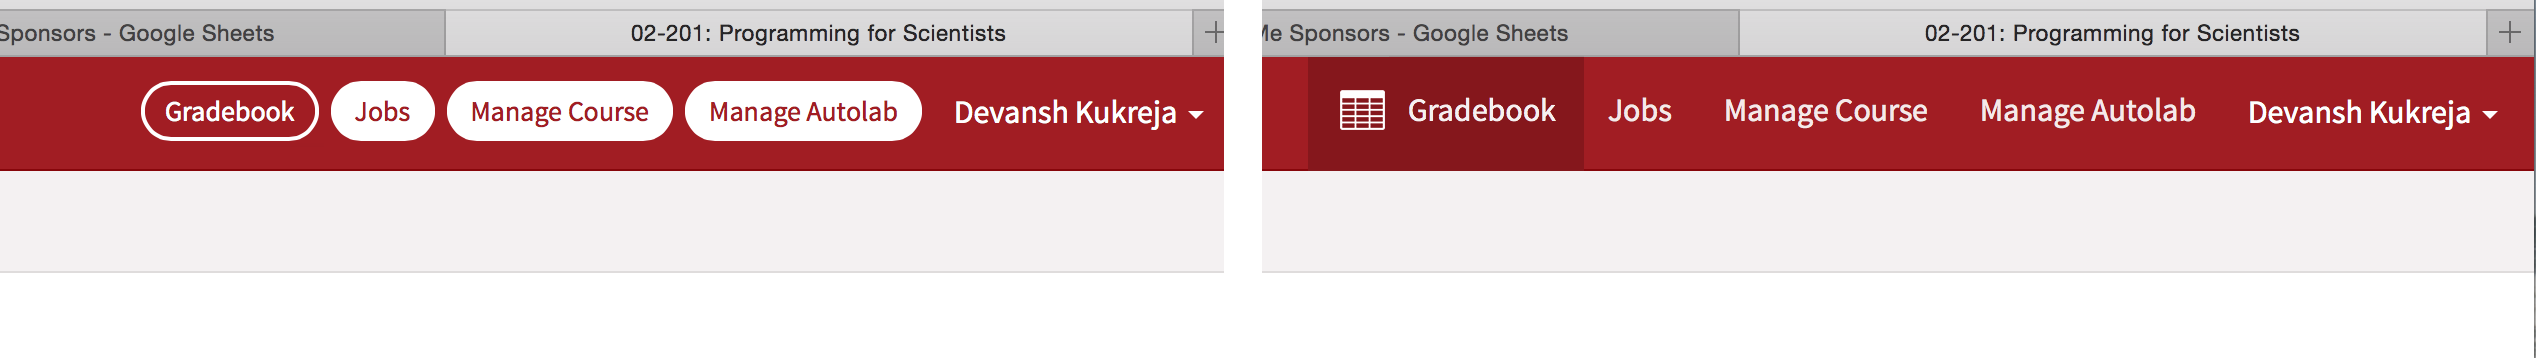 Sponsors - Google Sheets
02-201: Programming for Scientists
Gradebook
Jobs
Manage Course
Manage Autolab
Devansh Kukreja
Me Sponsors - Google Sheets
02-201: Programming for Scientists
Gradebook
Jobs
Manage Course
Manage Autolab
Devansh Kukreja